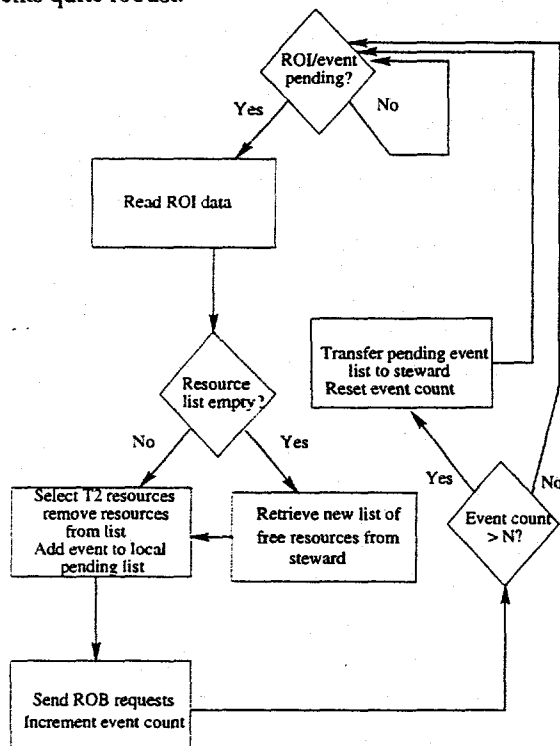 quite robust.
ROI/event
pending?
Yes
No
Read ROI data
Transfer pending event
list to steward
Reset event count
Resource
list empty?
No
Yes
Yes
No
Select T2 resources
remove resources
from list
Add event to local
pending list
Retrieve new list of
free resources from
steward
Event count
> N?
Send ROB requests
Increment event count